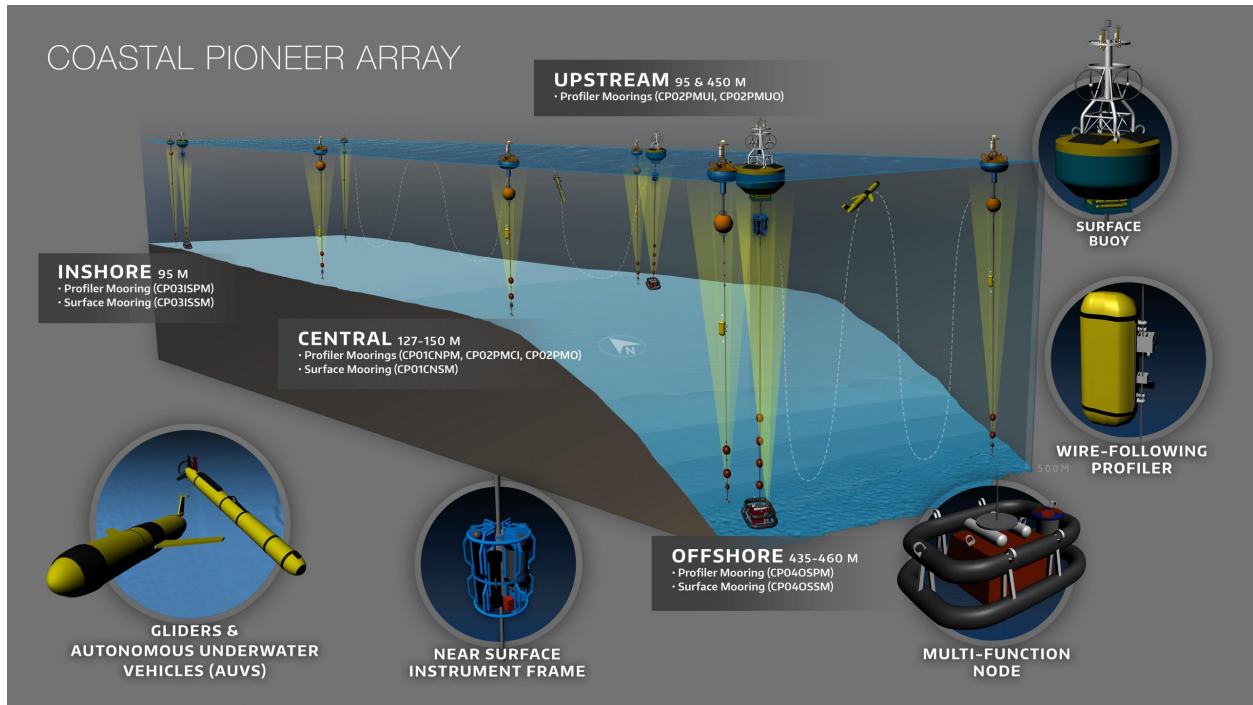 COASTAL PIONEER ARRAY
UPSTREAM 95 & 450 M
• Profiler Moorings (CP02PMUI, CP02PMUO)
SURFACE
BUOY
INSHORE 95 M
• Profiler Mooring (CP03ISPM)
• Surface Mooring (CP03ISSM)
CENTRAL 127-150 M
• Profiler Moorings (CP01CNPM, CP02PMCI, CP02PMO)
• Surface Mooring (CP01CNSM)
N
WIRE-FOLLOWING
PROFILER
500M
OFFSHORE 435-460 M
• Profiler Mooring (CP04OSPM)
• Surface Mooring (CP04OSSM)
GLIDERS &
AUTONOMOUS UNDERWATER
VEHICLES (AUVS)
NEAR SURFACE
INSTRUMENT FRAME
MULTI-FUNCTION
NODE